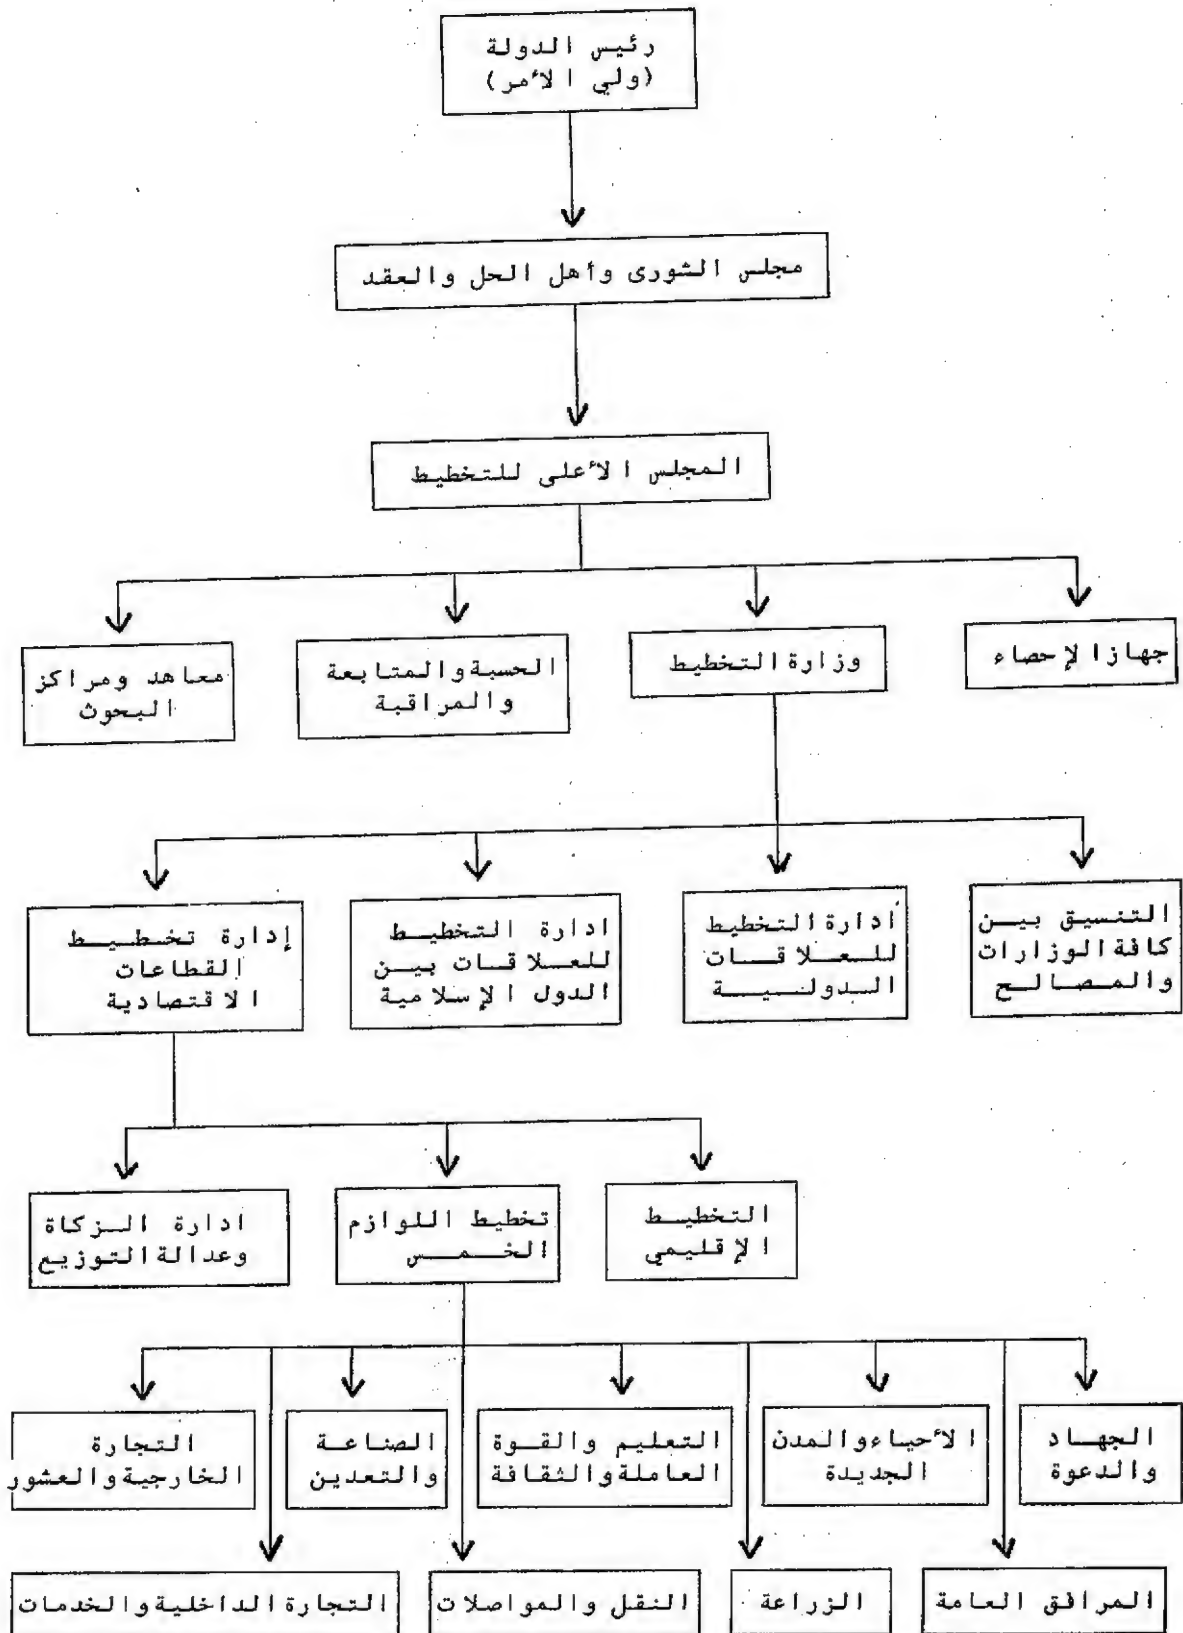 رئيس الدولة
(ولي الأمر)
مجلس الشورى وأهل الحل والعقد
المجلس الأعلى للتخطيط
جهاز الإحصاء
وزارة التخطيط
الحسبة والمتابعة
والمراقبة
معاهد ومراكز
البحوث
التنسيق بين
كافة الوزارات
والمصالح
أدارة التخطيط
للعلاقات
الدولية
ادارة التخطيط
للعلاقات بين
الدول الإسلامية
إدارة تخطيط
القطاعات
الاقتصادية
التخطيط
الإقليمي
تخطيط اللوازم
الخمس
ادارة الزكاة
وعدالة التوزيع
الجهاد
والدعوة
الأحياء والمدن
الجديدة
التعليم والقوة
العاملة والثقافة
الصناعة
والتعدين
التجارة
الخارجية والعشور
المرافق العامة
الزراعة
النقل والمواصلات
التجارة الداخلية والخدمات